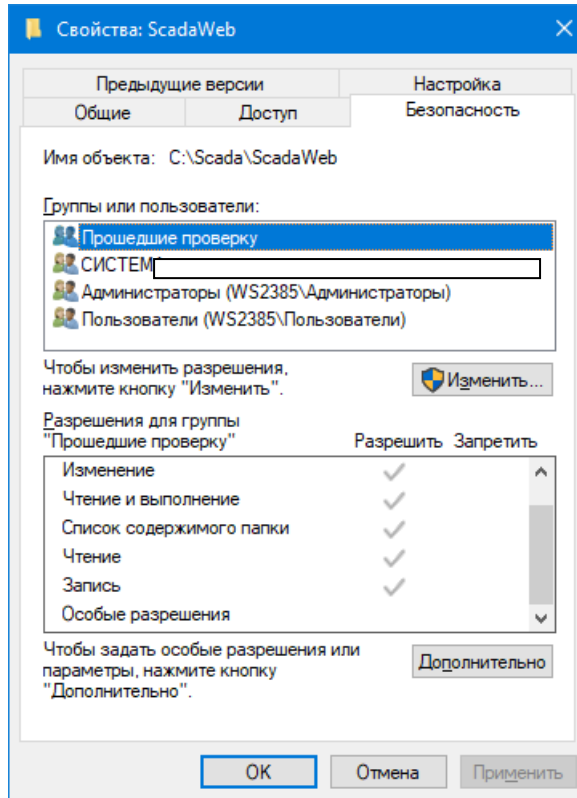 Свойства: ScadaWeb
Предыдущие версии
Настройка
Общие
Доступ
Безопасность
Имя объекта: C:\Scada\ScadaWeb
Группы или пользователи:
Прошедшие проверку
СИСТЕМ
Администраторы (WS2385\Администраторы)
Пользователи (WS2385\Пользователи)
Чтобы изменить разрешения,
нажмите кнопку "Изменить".
Изменить...
Разрешения для группы
"Прошедшие проверку"
Разрешить Запретить
Изменение
Чтение и выполнение
Список содержимого папки
Чтение
Запись
Особые разрешения
Чтобы задать особые разрешения или
параметры, нажмите кнопку
"Дополнительно".
Дополнительно
OK
Отмена
Применить